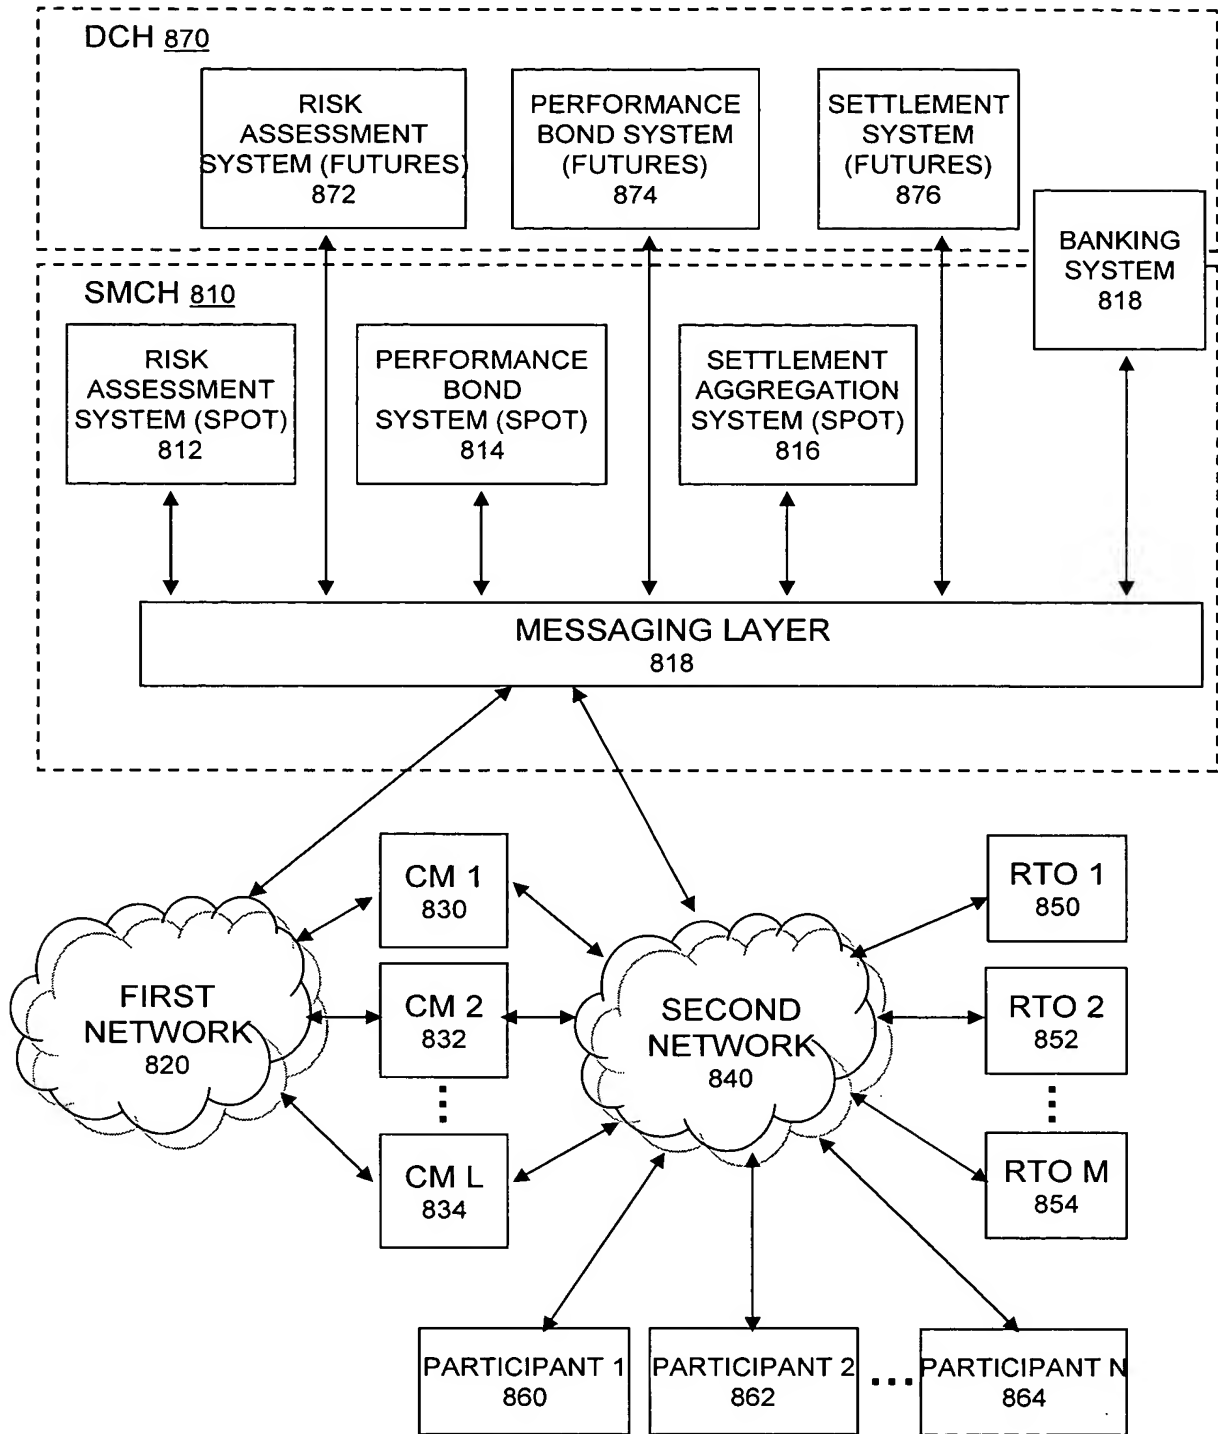 DCH 870
RISK
ASSESSMENT
SYSTEM (FUTURES)
872
PERFORMANCE
BOND SYSTEM
(FUTURES)
874
SETTLEMENT
SYSTEM
(FUTURES)
876
BANKING
SYSTEM
818
SMCH 810
RISK
ASSESSMENT
SYSTEM (SPOT)
812
PERFORMANCE
BOND
SYSTEM (SPOT)
814
SETTLEMENT
AGGREGATION
SYSTEM (SPOT)
816
MESSAGING LAYER
818
FIRST
NETWORK
820
CM 1
830
CM 2
832
CM L
834
SECOND
NETWORK
840
RTO 1
850
RTO 2
852
RTO M
854
PARTICIPANT 1
860
PARTICIPANT 2
862
PARTICIPANT N
864